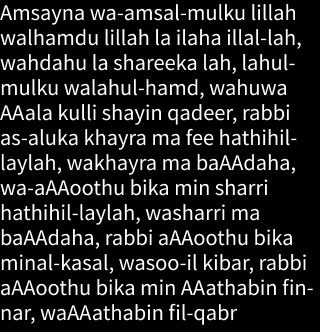 Amsayna wa-amsal-mulku lillah
walhamdu lillah la ilaha illal-lah,
wahdahu la shareeka lah, lahul-
mulku walahul-hamd, wahuwa
AAala kulli shayin qadeer, rabbi
as-aluka khayra ma fee hathihil-
laylah, wakhayra ma baAAdaha,
wa-aAAoothu bika min sharri
hathihil-laylah, washarri ma
baAAdaha, rabbi aAAoothu bika
minal-kasal, wasoo-il kibar, rabbi
aAAoothu bika min AAathabin fin-
nar, waAAathabin fil-qabr